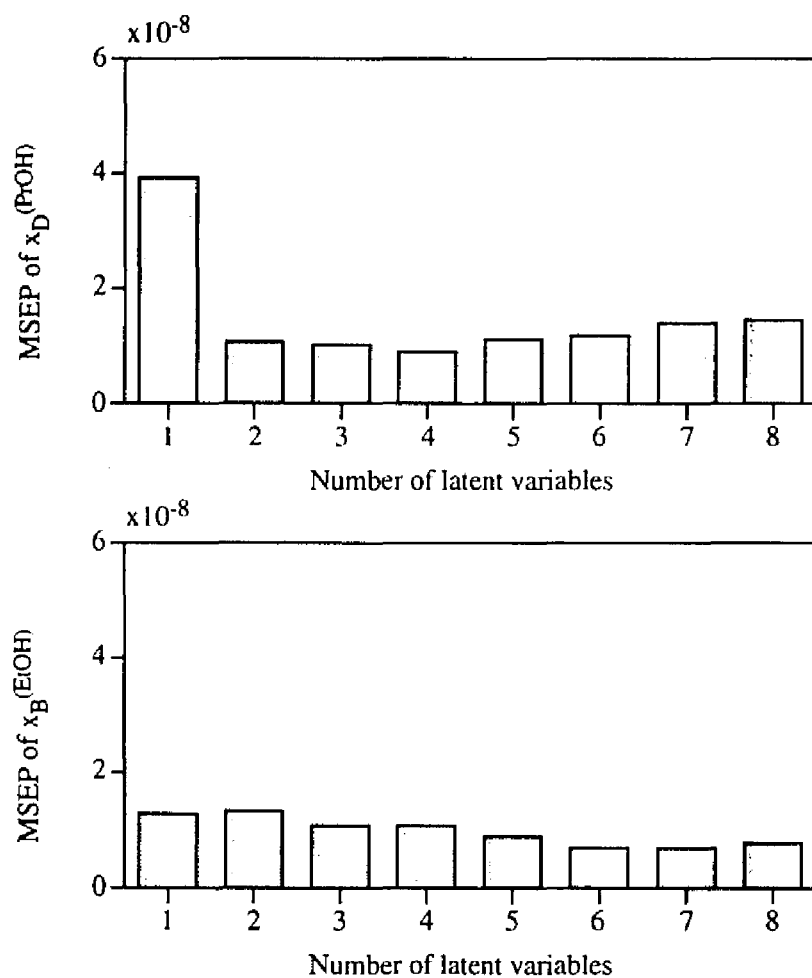 x10-8
6
4
2
0
MSEP of xD(PrOH)
1 2 3 4 5 6 7 8
Number of latent variables
x10-8
6
4
2
0
MSEP of xB(EtOH)
1 2 3 4 5 6 7 8
Number of latent variables